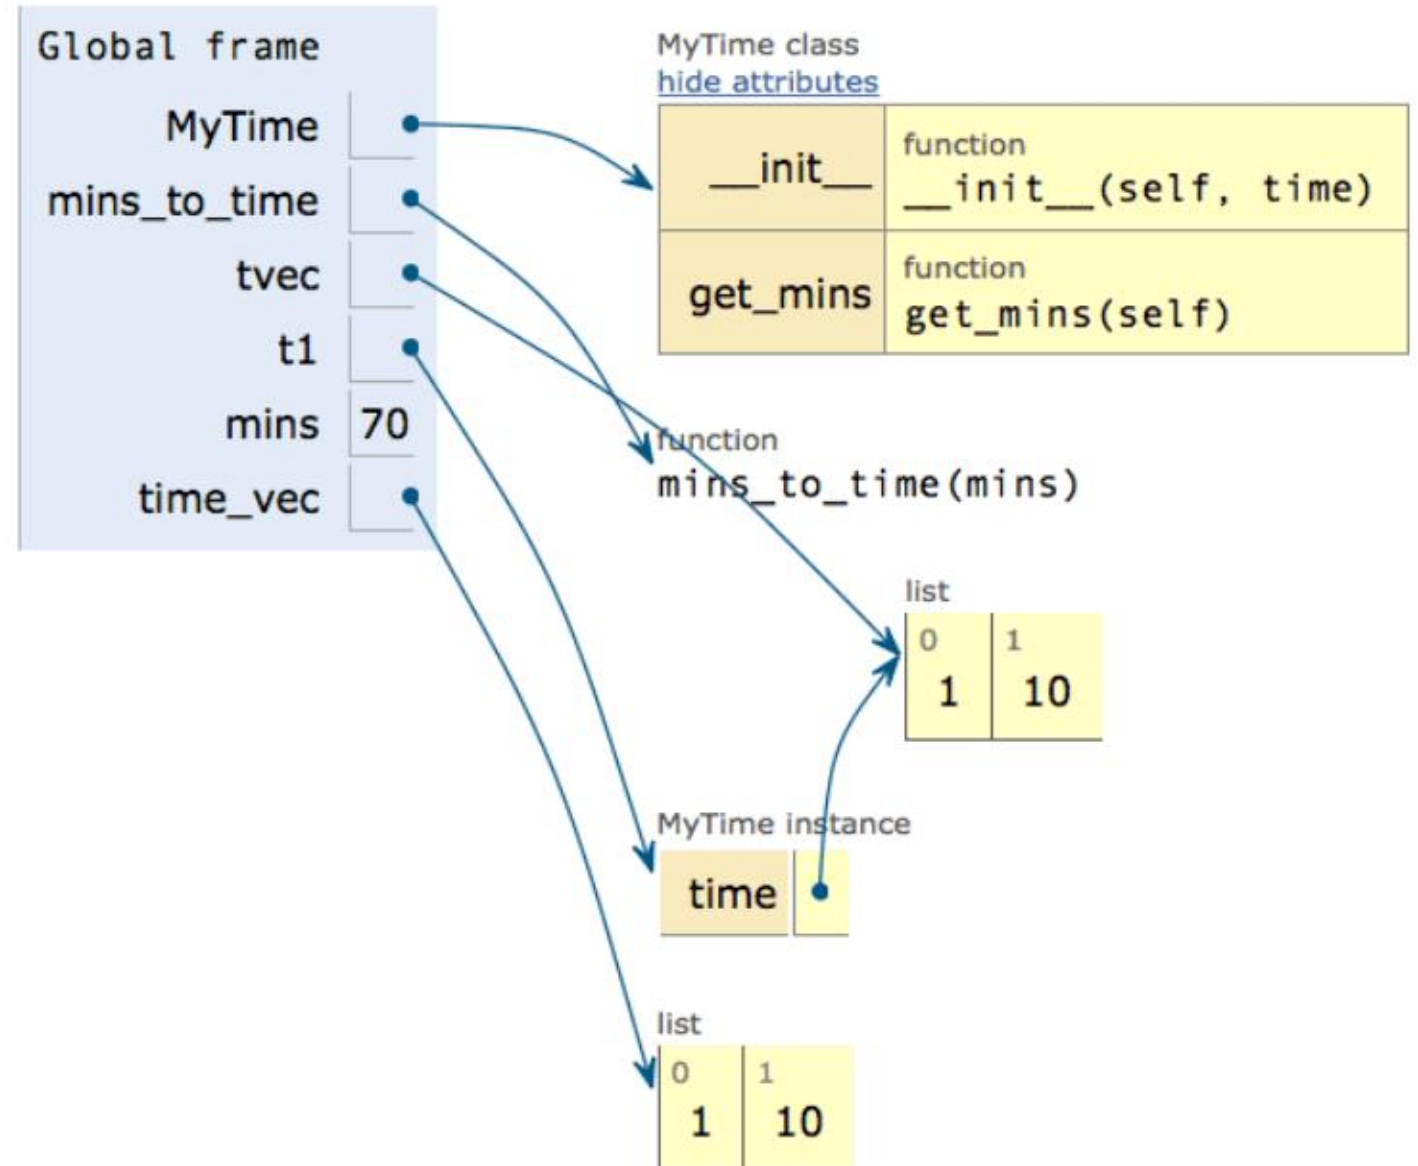 Global frame
MyTime
mins_to_time
tvec
t1
mins 70
time_vec
MyTime class
hide attributes
__init__
function
__init__(self, time)
get_mins
function
get_mins(self)
function
mins_to_time(mins)
list
0 1
1 10
MyTime instance
time
list
0 1
1 10